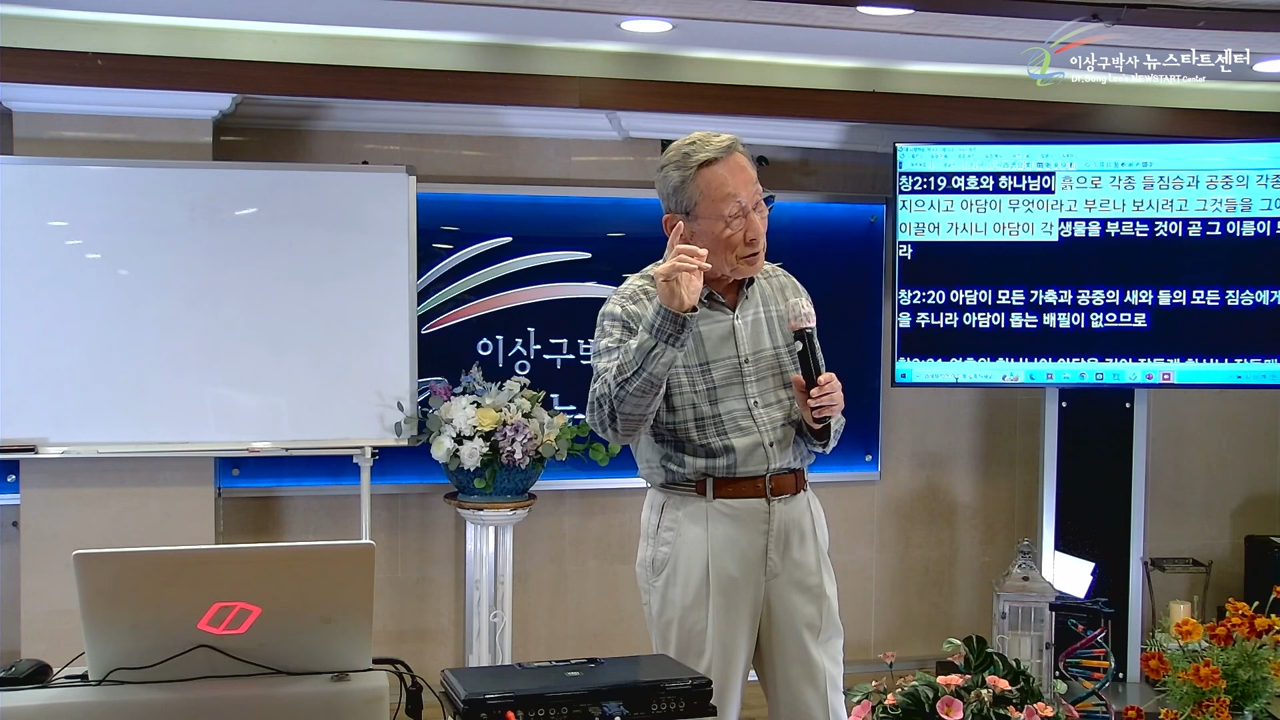 이상구박사 뉴스타트센터
Dr. Sang Lee's NEWSTART Center
창2:19 여호와 하나님이 흙으로 각종 들짐승과 공중의 각종
지으시고 아담이 무엇이라고 부르나 보시려고 그것들을 그에
이끌어 가시니 아담이 각 생물을 부르는 것이 곧 그 이름이
라
창2:20 아담이 모든 가축과 공중의 새와 들의 모든 짐승에게
을 주니라 아담이 돕는 배필이 없으므로
이상구